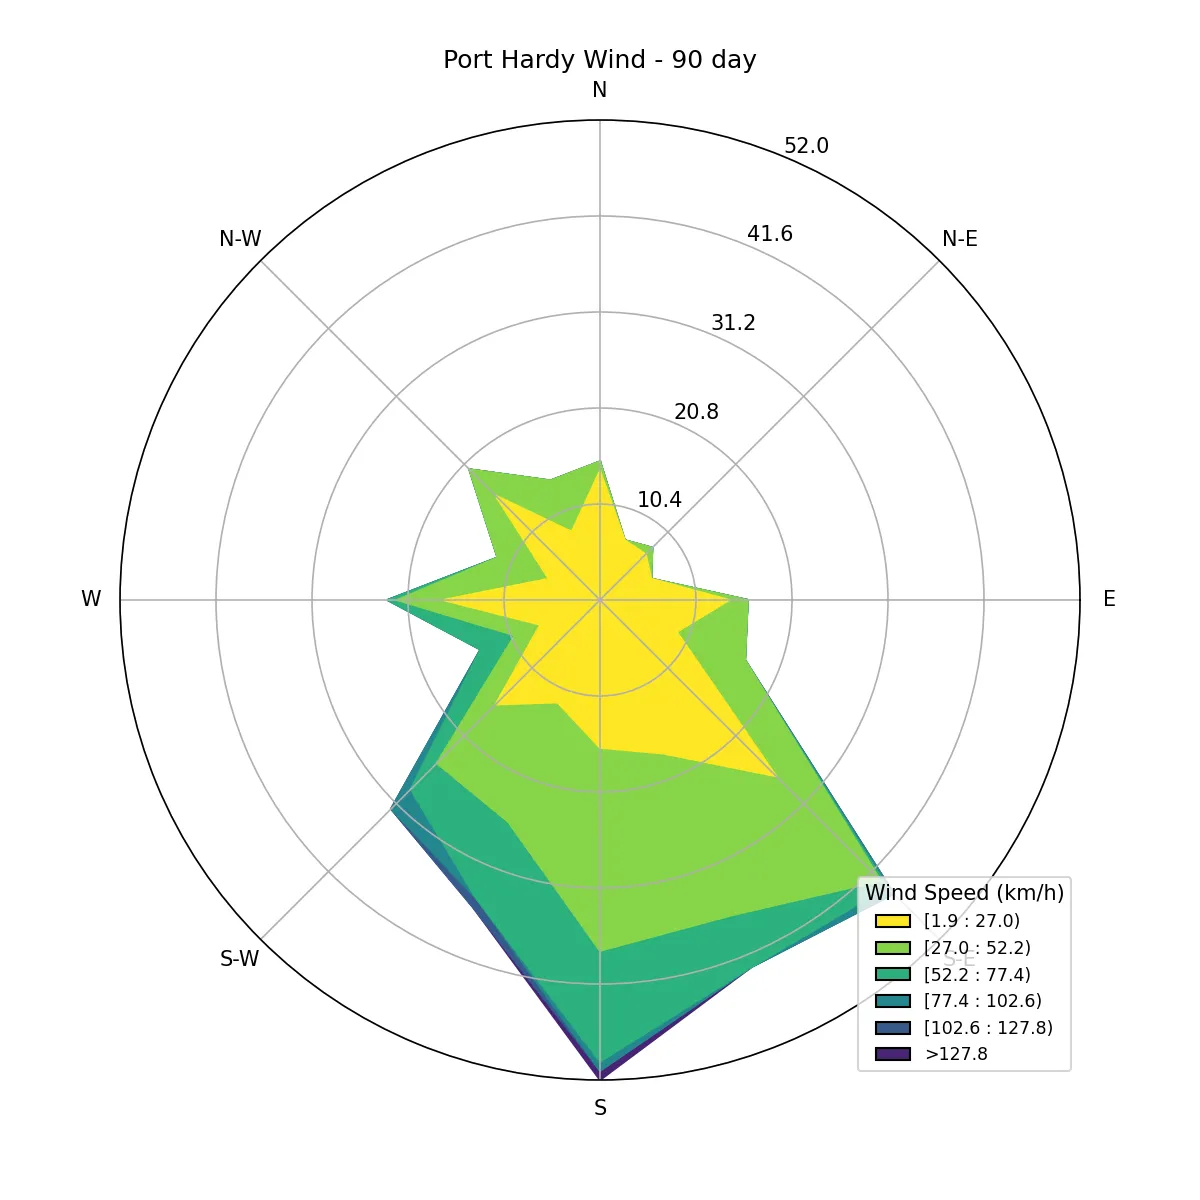 Port Hardy Wind - 90 day
N
52.0
41.6
N-W
N-E
31.2
20.8
10.4
W
E
Wind Speed (km/h)
[1.9 : 27.0)
[27.0 : 52.2)
[52.2 : 77.4)
[77.4 : 102.6)
[102.6 : 127.8)
>127.8
S-W
S-E
S